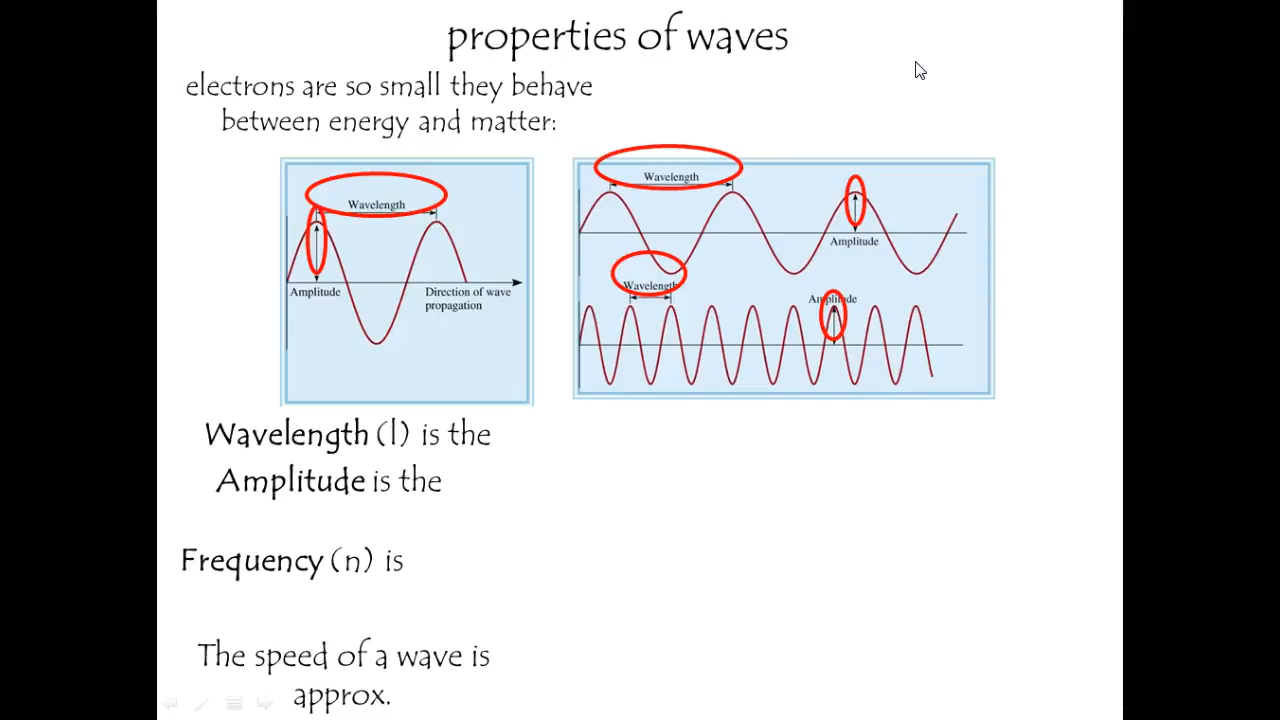 properties of waves
electrons are so small they behave
between energy and matter:
Wavelength
Amplitude
Direction of wave
propagation
Wavelength
Amplitude
Wavelength
Amplitude
Wavelength (l) is the
Amplitude is the
Frequency (n) is
The speed of a wave is
approx.